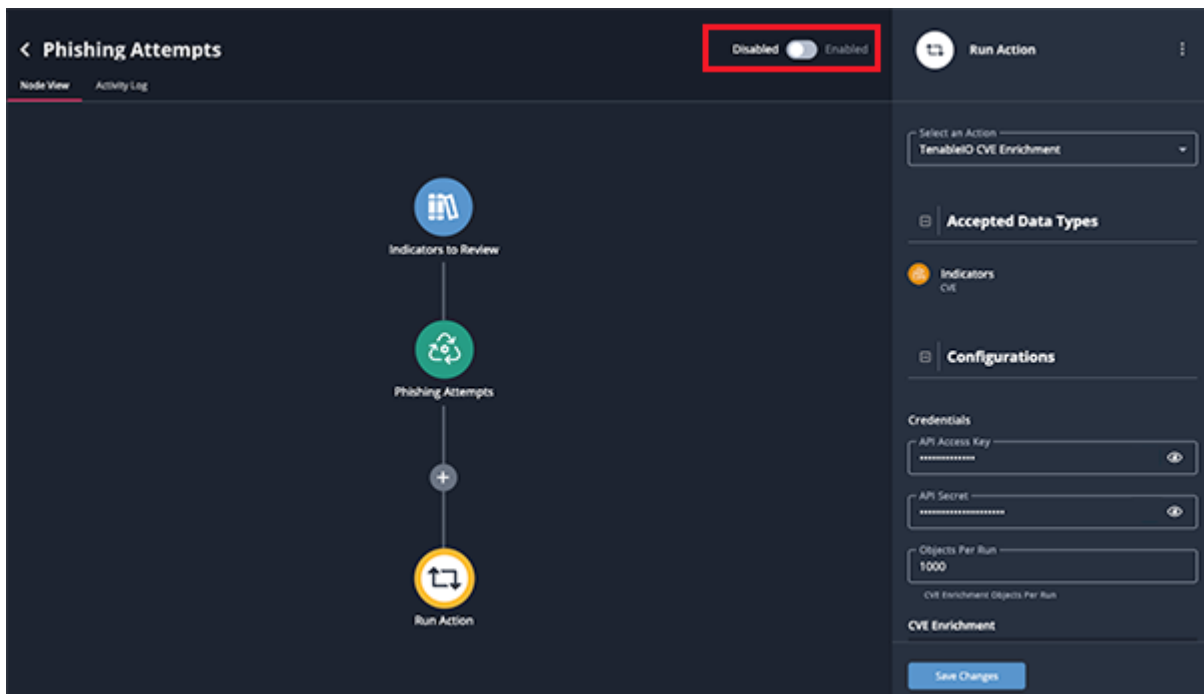 Phishing Attempts
Disabled Enabled
Node View Activity Log
Indicators to Review
Phishing Attempts
+
Run Action
Run Action
Select an Action
TenableIO CVE Enrichment
Accepted Data Types
Indicators
CVE
Configurations
Credentials
API Access Key
••••••••••••••
API Secret
••••••••••••••••••••••
Objects Per Run
1000
CVE Enrichment Objects Per Run
CVE Enrichment
Save Changes